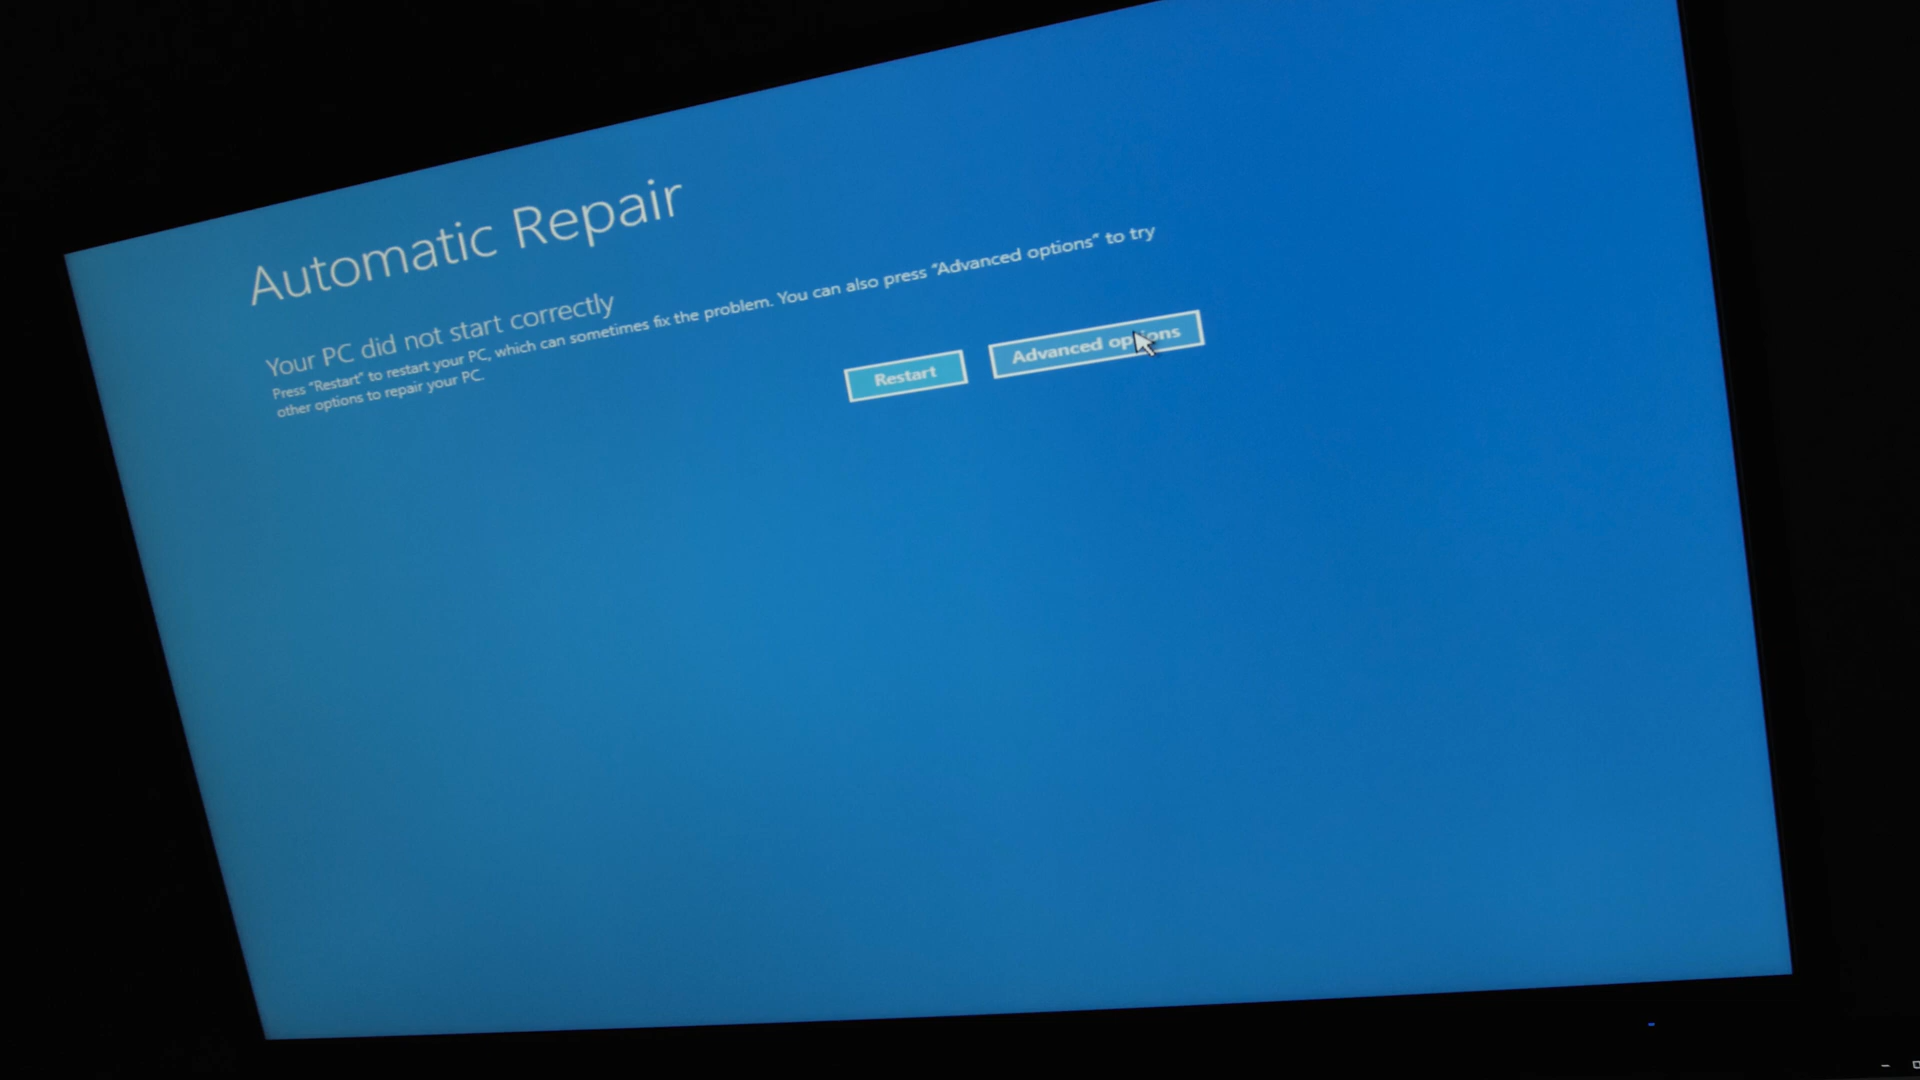 Automatic Repair
Your PC did not start correctly
Press "Restart" to restart your PC, which can sometimes fix the problem. You can also press "Advanced options" to try
other options to repair your PC.
Restart
Advanced options